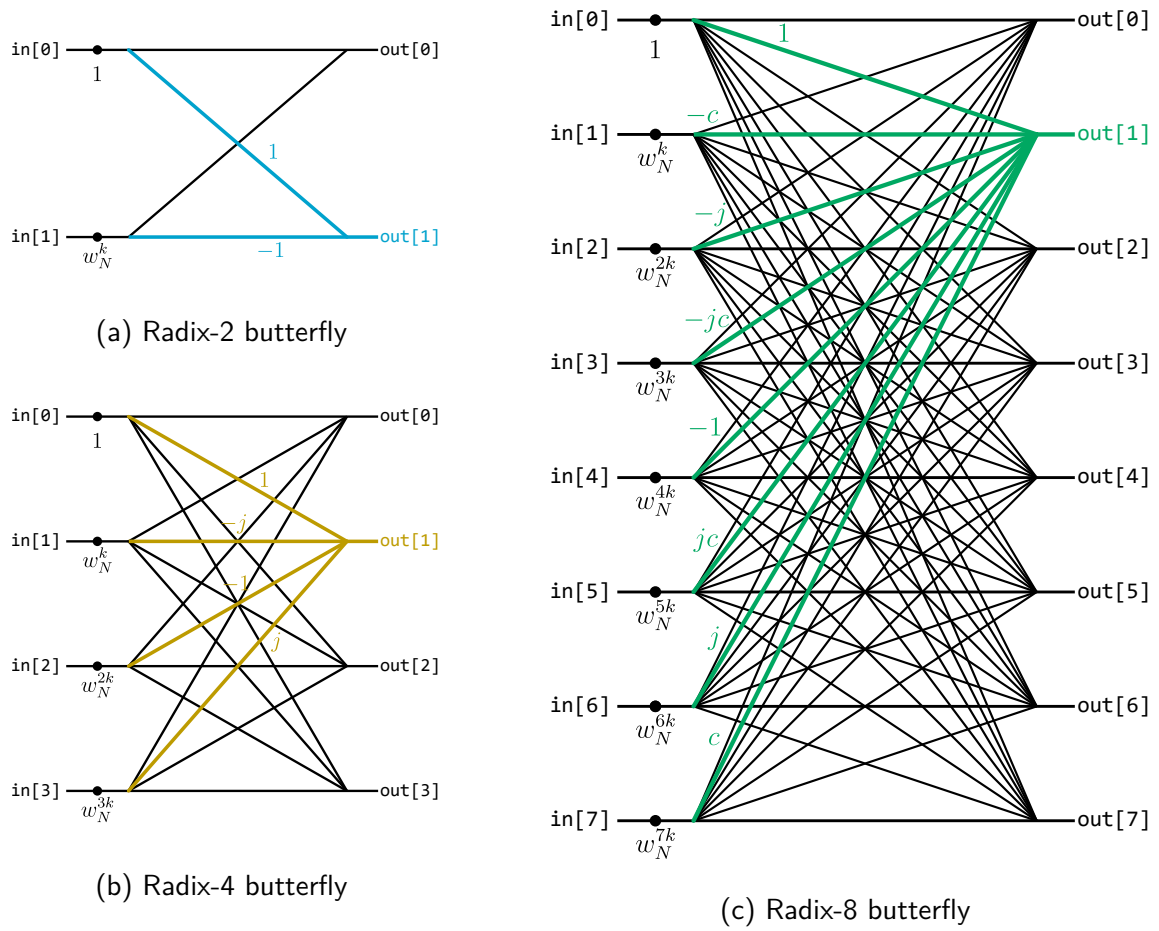 in[0]
1
out[0]
1
in[1]
w_N^k
-1
out[1]
(a) Radix-2 butterfly
in[0]
1
out[0]
1
in[1]
w_N^k
-j
out[1]
-1
in[2]
w_N^{2k}
out[2]
j
in[3]
w_N^{3k}
out[3]
(b) Radix-4 butterfly
in[0]
1
1
out[0]
in[1]
w_N^k
-c
out[1]
in[2]
w_N^{2k}
-j
out[2]
in[3]
w_N^{3k}
-jc
out[3]
in[4]
w_N^{4k}
-1
out[4]
in[5]
w_N^{5k}
jc
out[5]
in[6]
w_N^{6k}
j
out[6]
in[7]
w_N^{7k}
c
out[7]
(c) Radix-8 butterfly